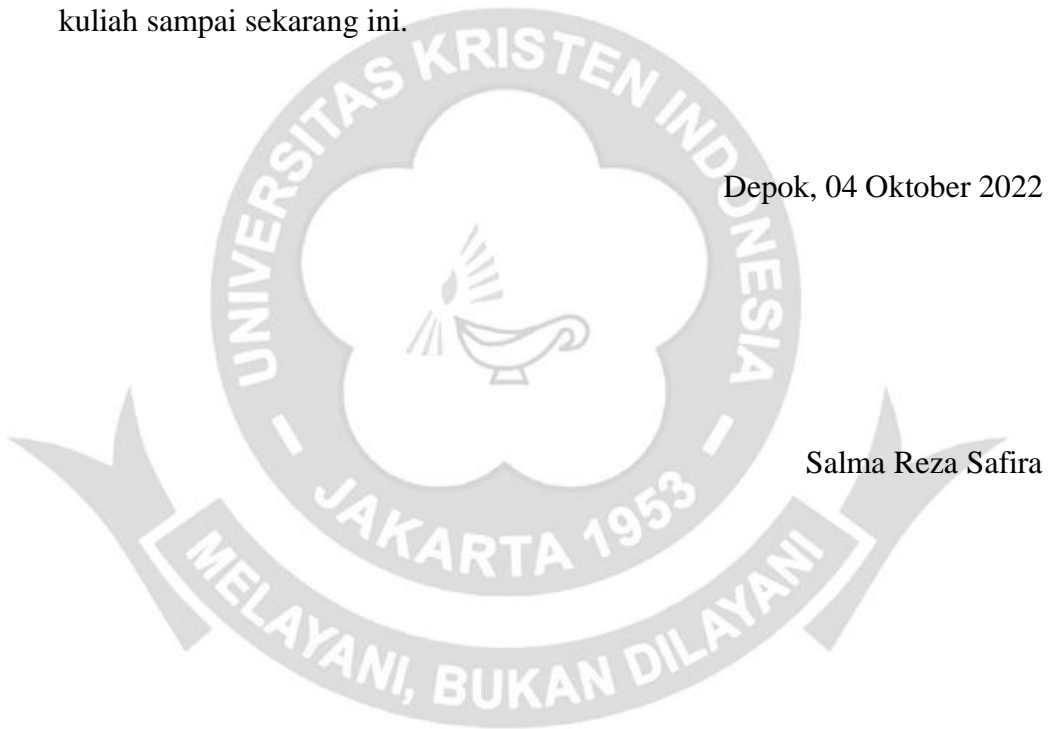 kuliah sampai sekarang ini.
UNIVERSITAS KRISTEN INDONESIA
Depok, 04 Oktober 2022
Salma Reza Safira
- JAKARTA 1953 -
MELAYANI, BUKAN DILAYANI